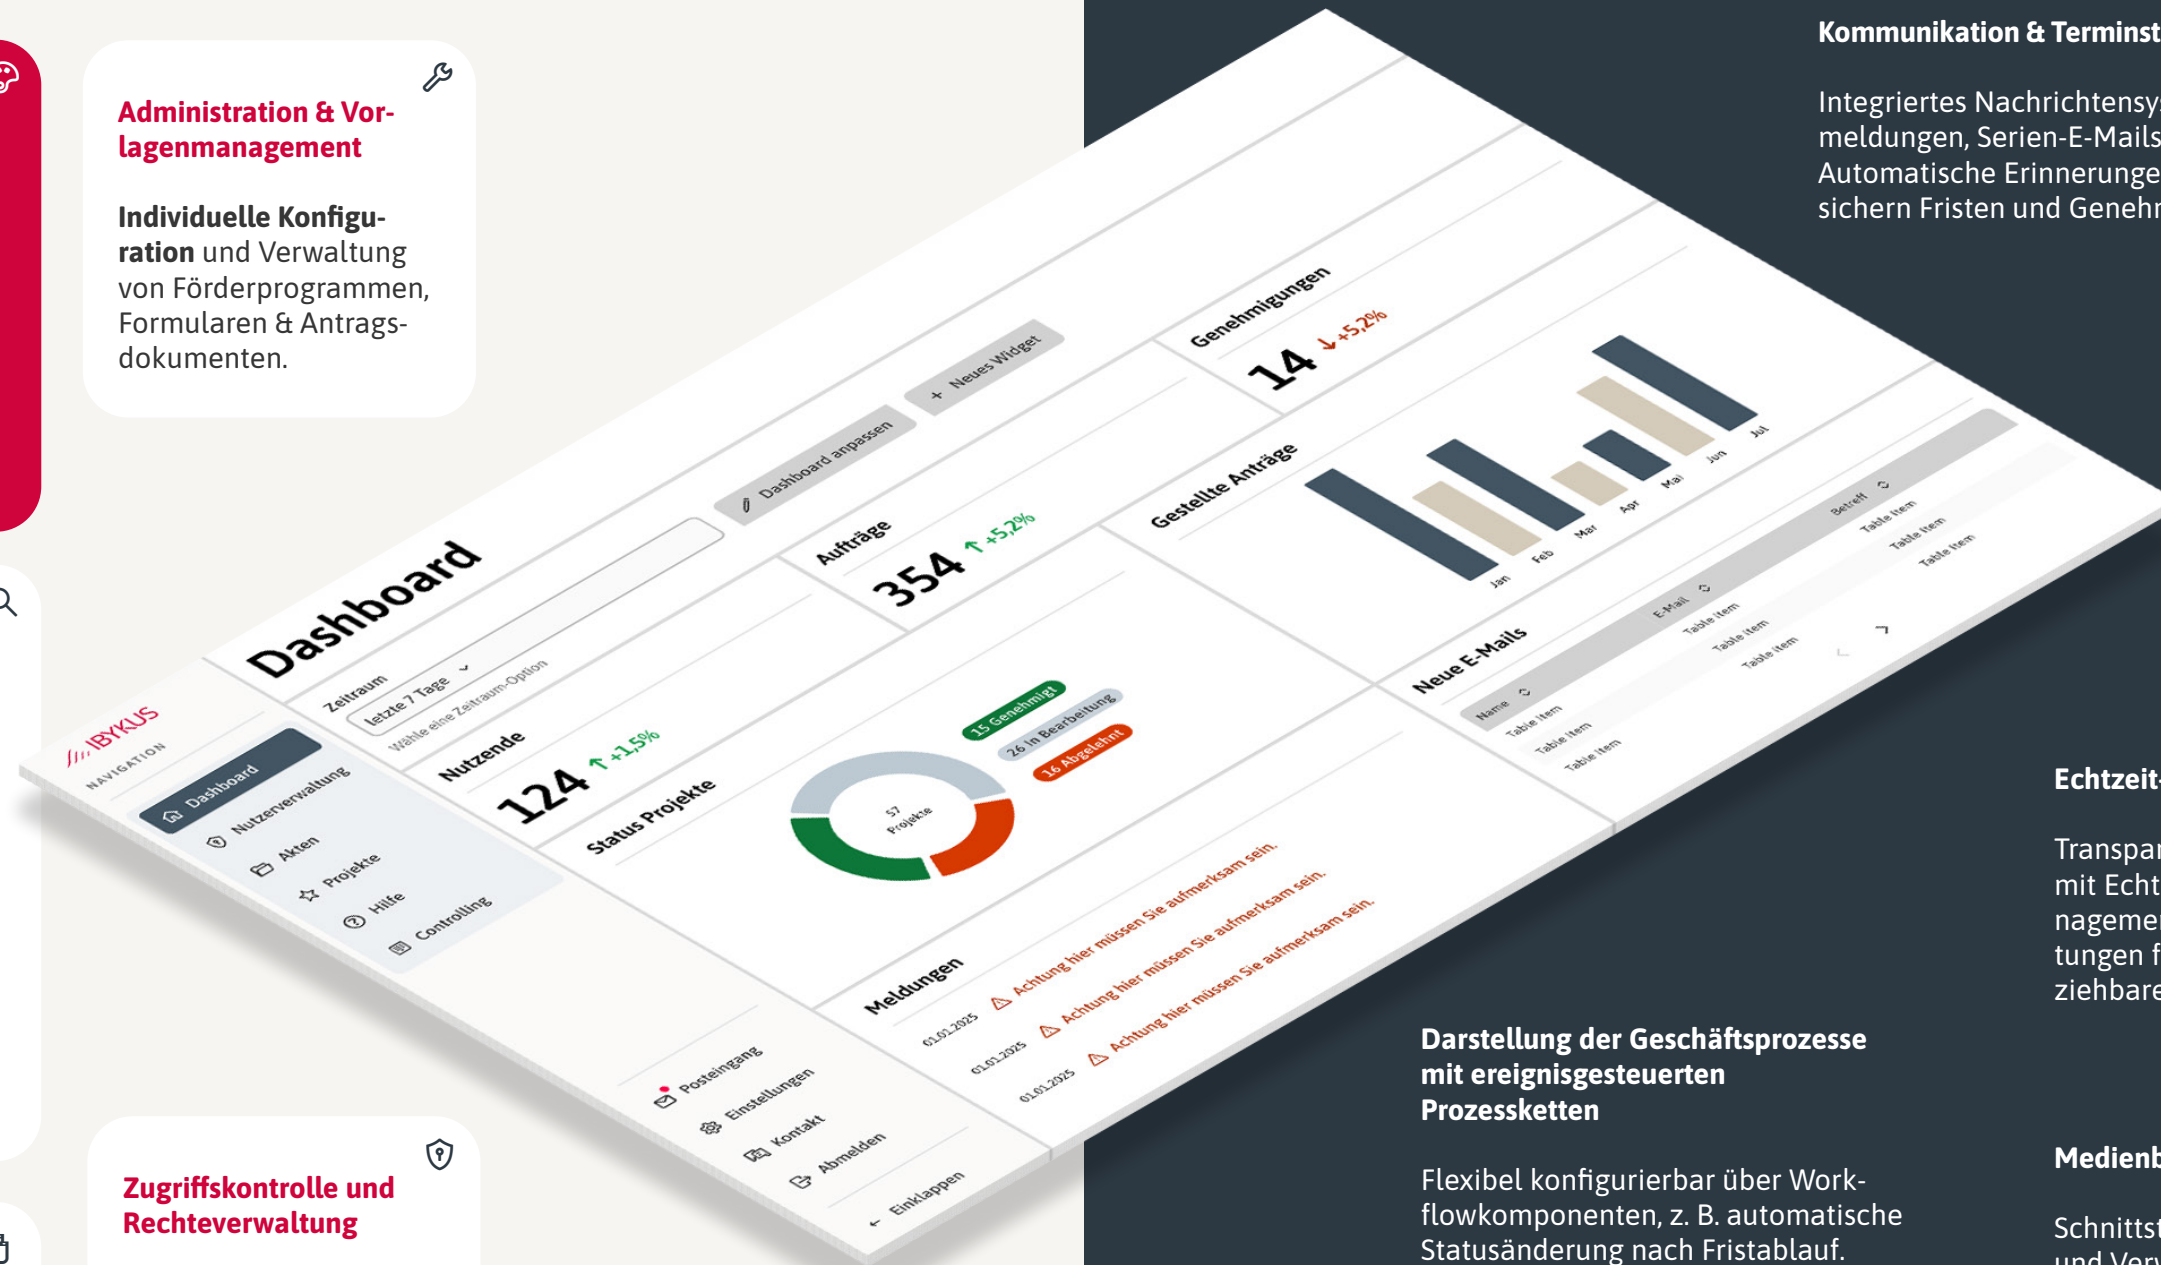 Administration & Vor-
lagenmanagement
Individuelle Konfigu-
ration und Verwaltung
von Förderprogrammen,
Formularen & Antrags-
dokumenten.
Zugriffskontrolle und
Rechteverwaltung
IBYKUS
NAVIGATION
Dashboard
Nutzerverwaltung
Akten
Projekte
Hilfe
Controlling
Posteingang
Einstellungen
Kontakt
Abmelden
← Einklappen
Dashboard
Zeitraum
letzte 7 Tage
Wähle eine Zeitraum-Option
Dashboard anpassen
+ Neues Widget
Nutzende
124 ↑ +1,5%
Aufträge
354 ↑ +5,2%
Genehmigungen
14 ↓ +5,2%
Status Projekte
57
Projekte
15 Genehmigt
26 in Bearbeitung
16 Abgelehnt
Gestellte Anträge
Jan Feb Mar Apr Mai Jun Jul
Meldungen
01.01.2025 Achtung hier müssen Sie aufmerksam sein.
01.01.2025 Achtung hier müssen Sie aufmerksam sein.
01.01.2025 Achtung hier müssen Sie aufmerksam sein.
Neue E-Mails
Name E-Mail Betreff
Table item Table item Table item
Table item Table item Table item
Table item Table item Table item
Kommunikation & Terminst
Integriertes Nachrichtensys
meldungen, Serien-E-Mails
Automatische Erinnerunge
sichern Fristen und Genehm
Echtzeit-
Transpar
mit Echt
nagemen
tungen f
ziehbare
Darstellung der Geschäftsprozesse
mit ereignisgesteuerten
Prozessketten
Flexibel konfigurierbar über Work-
flowkomponenten, z. B. automatische
Statusänderung nach Fristablauf.
Medienb
Schnittst
und Verw